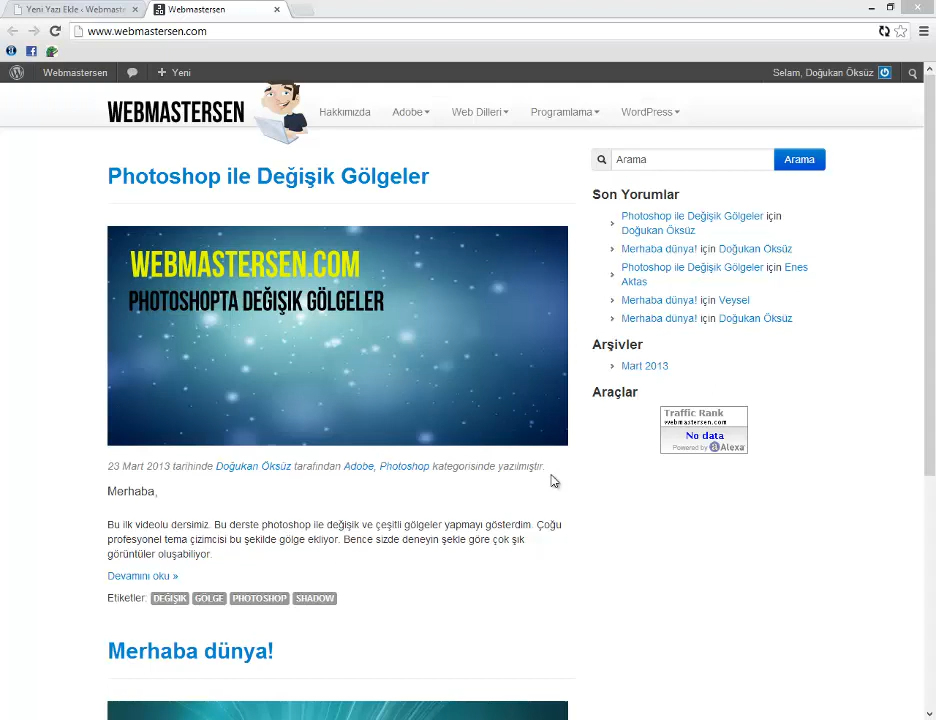 Yeni Yazı Ekle ‹ Webmaste
Webmastersen
www.webmastersen.com
Webmastersen
+ Yeni
Selam, Doğukan Öksüz
WEBMASTERSEN
Hakkımızda
Adobe
Web Dilleri
Programlama
WordPress
Arama
Arama
Photoshop ile Değişik Gölgeler
WEBMASTERSEN.COM
PHOTOSHOPTA DEĞIŞIK GÖLGELER
23 Mart 2013 tarihinde Doğukan Öksüz tarafından Adobe, Photoshop kategorisinde yazılmıştır.
Merhaba,
Bu ilk videolu dersimiz. Bu derste photoshop ile değişik ve çeşitli gölgeler yapmayı gösterdim. Çoğu
profesyonel tema çizimcisi bu şekilde gölge ekliyor. Bence sizde deneyin şekle göre çok şık
görüntüler oluşabiliyor.
Devamını oku »
Etiketler: DEĞIŞIK GÖLGE PHOTOSHOP SHADOW
Merhaba dünya!
Son Yorumlar
Photoshop ile Değişik Gölgeler için
Doğukan Öksüz
Merhaba dünya! için Doğukan Öksüz
Photoshop ile Değişik Gölgeler için Enes
Aktas
Merhaba dünya! için Veysel
Merhaba dünya! için Doğukan Öksüz
Arşivler
Mart 2013
Araçlar
Traffic Rank
webmastersen.com
No data
Powered by Alexa